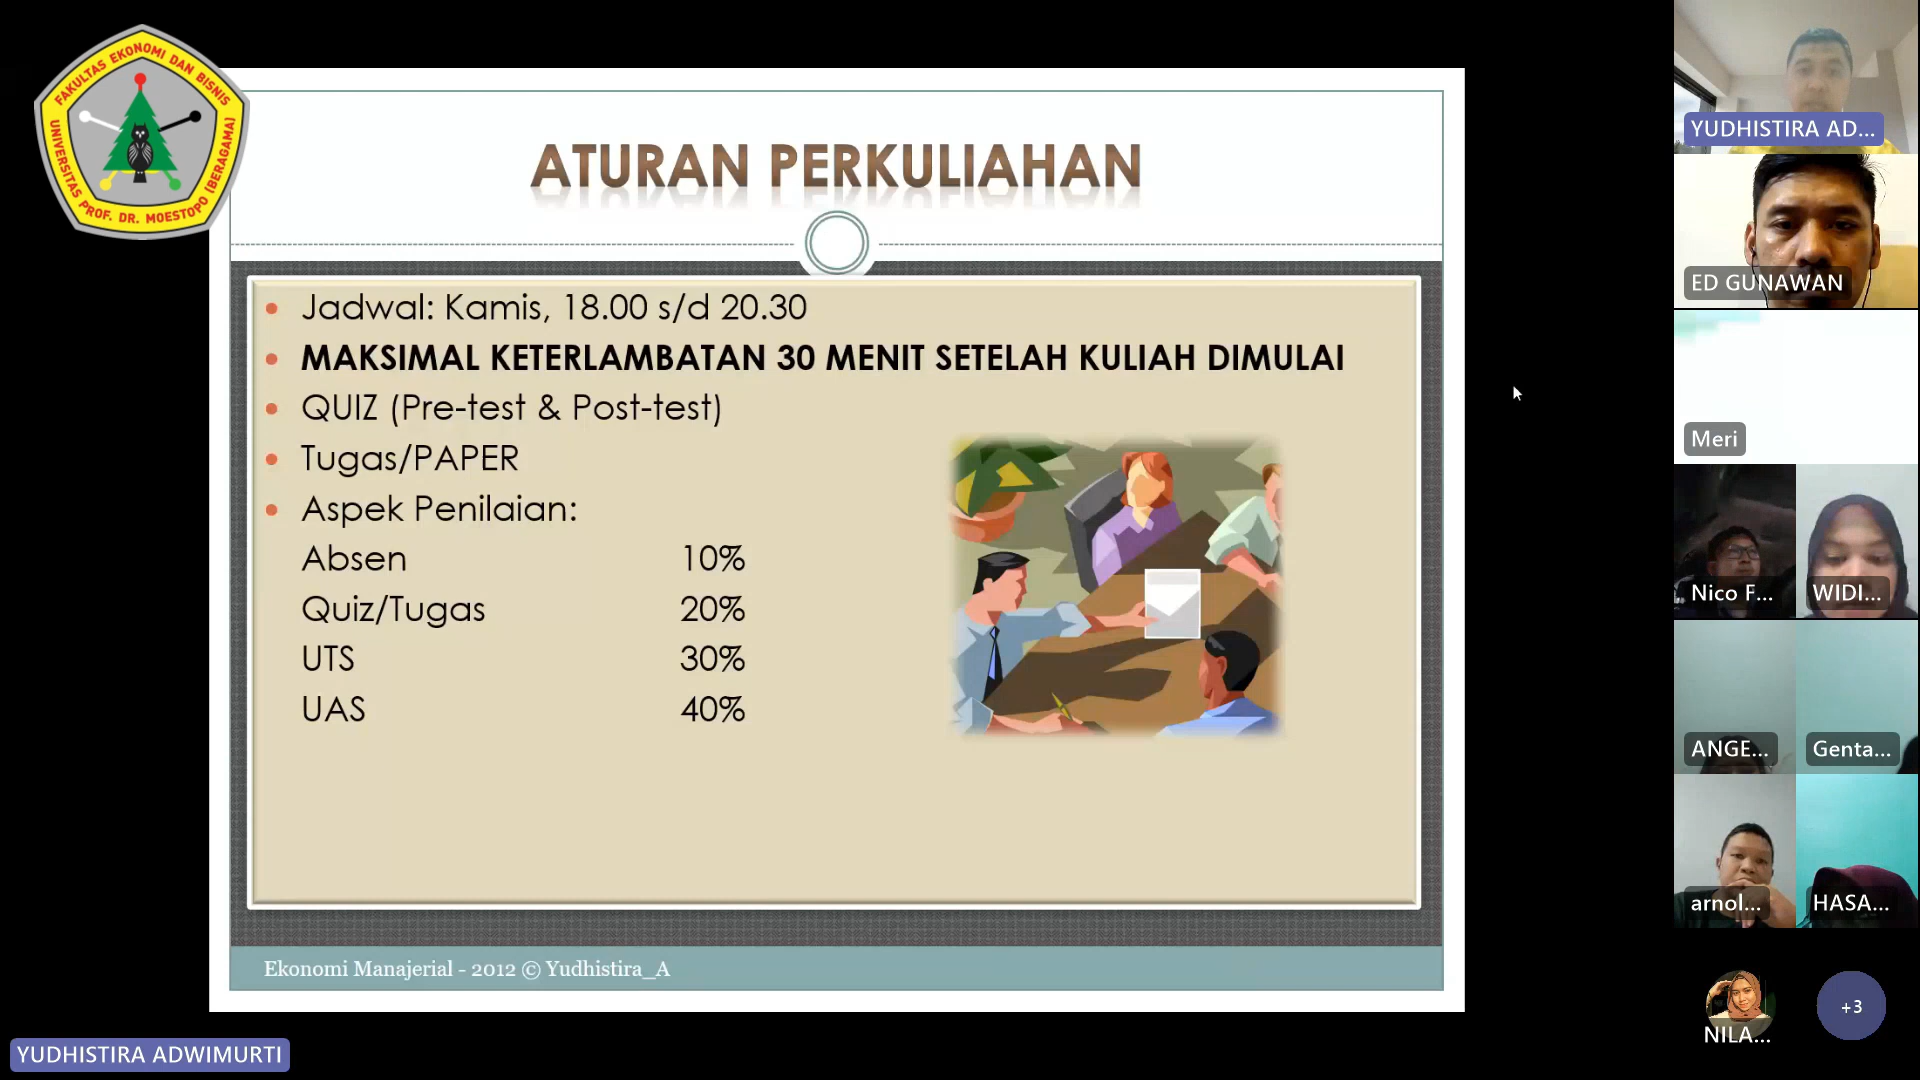 FAKULTAS EKONOMI DAN BISNIS
UNIVERSITAS PROF. DR. MOESTOPO (BERAGAMA)
ATURAN PERKULIAHAN
Jadwal: Kamis, 18.00 s/d 20.30
MAKSIMAL KETERLAMBATAN 30 MENIT SETELAH KULIAH DIMULAI
QUIZ (Pre-test & Post-test)
Tugas/PAPER
Aspek Penilaian:
Absen 10%
Quiz/Tugas 20%
UTS 30%
UAS 40%
Ekonomi Manajerial - 2012 © Yudhistira_A
YUDHISTIRA ADWIMURTI
YUDHISTIRA AD...
ED GUNAWAN
Meri
Nico F...
WIDI...
ANGE...
Genta...
arnol...
HASA...
NILA...
+3